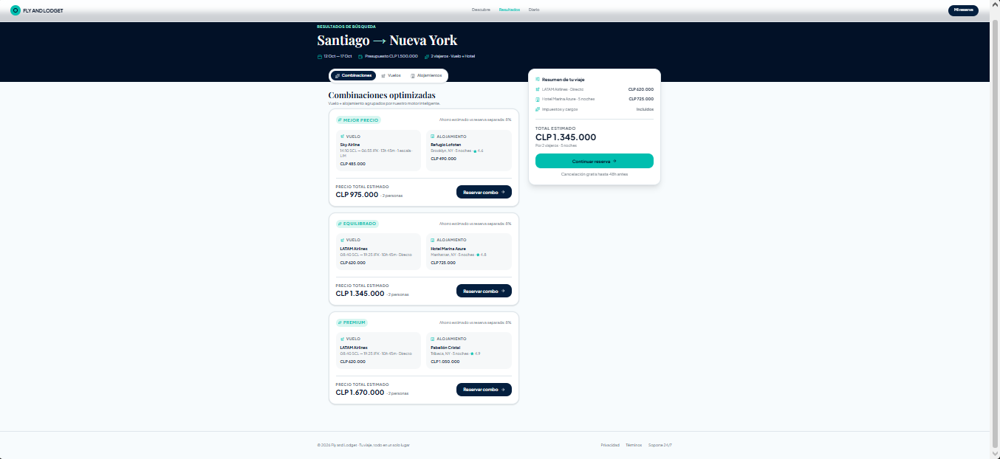 FLY AND LODGET
Descubre
Resultados
Diario
Mi reserva
RESULTADOS DE BÚSQUEDA
Santiago → Nueva York
12 Oct — 17 Oct
Presupuesto CLP 1.500.000
2 viajeros · Vuelo + Hotel
Combinaciones
Vuelos
Alojamientos
Combinaciones optimizadas
Vuelo + alojamiento agrupados por nuestro motor inteligente.
MEJOR PRECIO
Ahorro estimado vs reserva separada: 8%
VUELO
Sky Airline
14:10 SCL → 06:55 JFK · 13h 45m · 1 escala ·
LIM
CLP 485.000
ALOJAMIENTO
Refugio Lofoten
Brooklyn, NY · 5 noches · 4.6
CLP 490.000
PRECIO TOTAL ESTIMADO
CLP 975.000 · 2 personas
Reservar combo →
EQUILIBRADO
Ahorro estimado vs reserva separada: 8%
VUELO
LATAM Airlines
08:40 SCL → 19:25 JFK · 10h 45m · Directo
CLP 620.000
ALOJAMIENTO
Hotel Marina Azure
Manhattan, NY · 5 noches · 4.8
CLP 725.000
PRECIO TOTAL ESTIMADO
CLP 1.345.000 · 2 personas
Reservar combo →
PREMIUM
Ahorro estimado vs reserva separada: 8%
VUELO
LATAM Airlines
08:40 SCL → 19:25 JFK · 10h 45m · Directo
CLP 620.000
ALOJAMIENTO
Pabellón Cristal
Tribeca, NY · 5 noches · 4.9
CLP 1.050.000
PRECIO TOTAL ESTIMADO
CLP 1.670.000 · 2 personas
Reservar combo →
Resumen de tu viaje
LATAM Airlines · Directo CLP 620.000
Hotel Marina Azure · 5 noches CLP 725.000
Impuestos y cargos Incluidos
TOTAL ESTIMADO
CLP 1.345.000
Por 2 viajeros · 5 noches
Continuar reserva →
Cancelación gratis hasta 48h antes
© 2026 Fly and Lodget · Tu viaje, todo en un solo lugar
Privacidad
Términos
Soporte 24/7